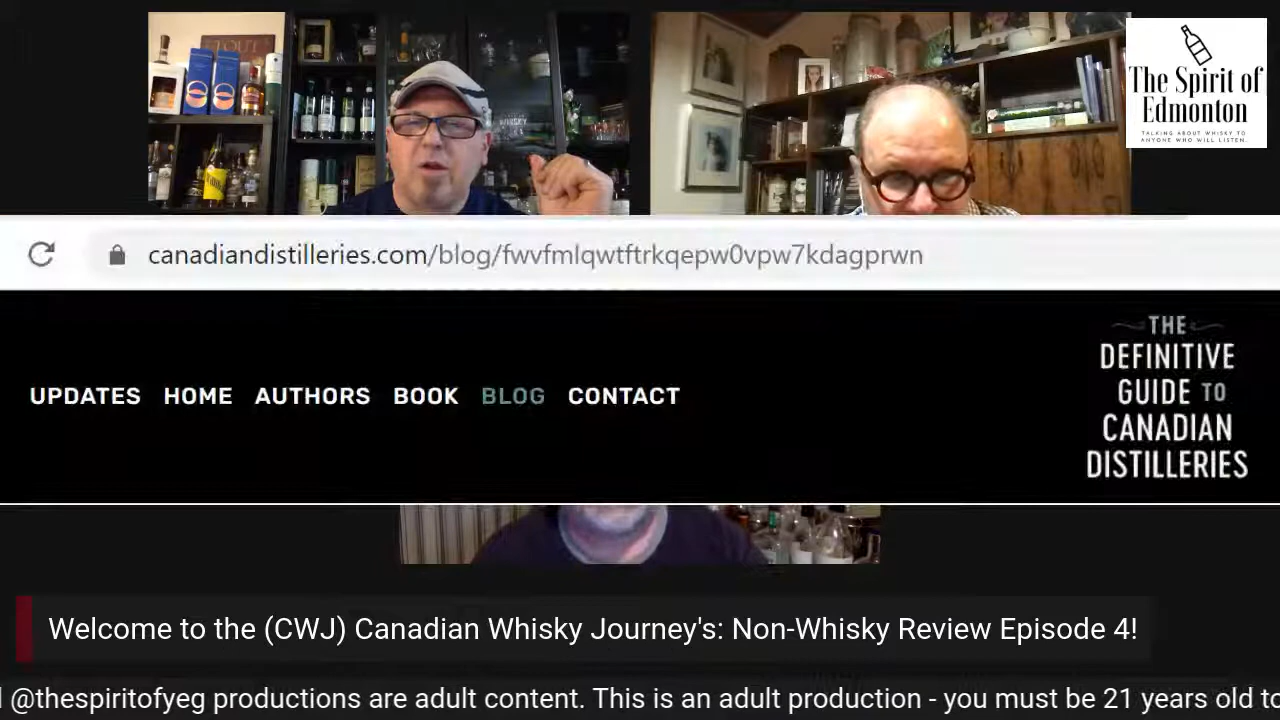 The Spirit of
Edmonton
TALKING ABOUT WHISKY TO
ANYONE WHO WILL LISTEN.
canadiandistilleries.com/blog/fwvfmlqwtftrkqepw0vpw7kdagprwn
UPDATES HOME AUTHORS BOOK BLOG CONTACT
THE
DEFINITIVE
GUIDE TO
CANADIAN
DISTILLERIES
Welcome to the (CWJ) Canadian Whisky Journey's: Non-Whisky Review Episode 4!
@thespiritofyeg productions are adult content. This is an adult production - you must be 21 years old to